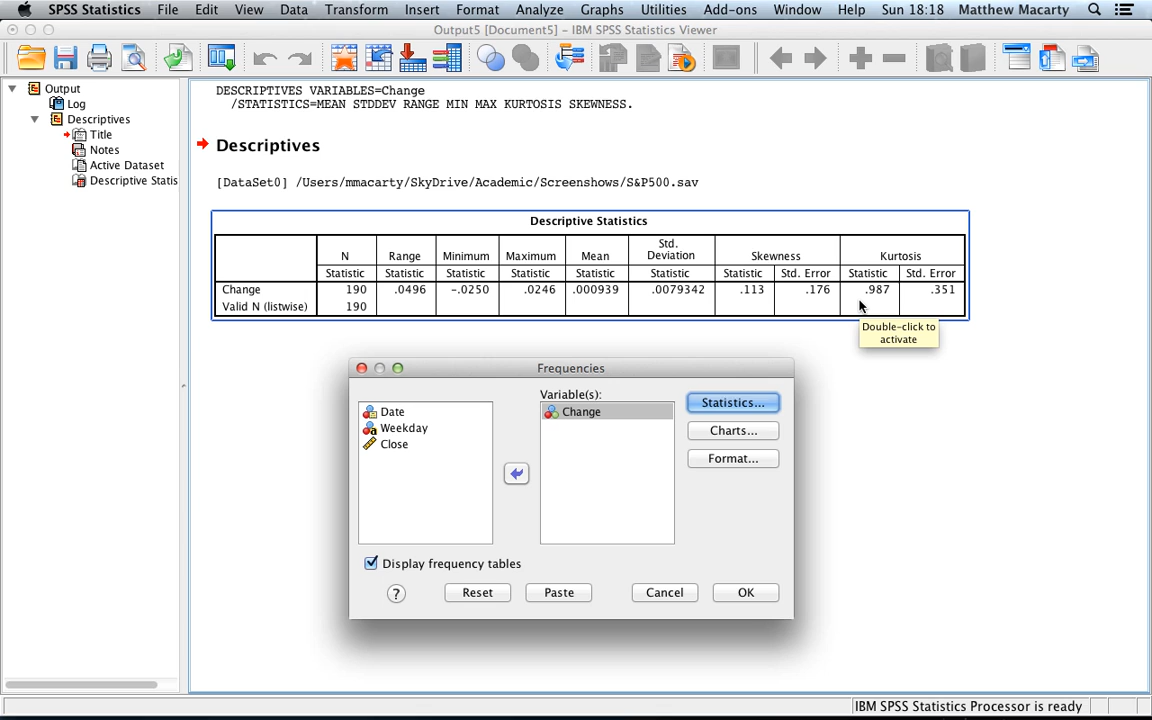 SPSS Statistics File Edit View Data Transform Insert Format Analyze Graphs Utilities Add-ons Window Help Sun 18:18 Matthew Macarty
Output5 [Document5] – IBM SPSS Statistics Viewer
Output
Log
Descriptives
Title
Notes
Active Dataset
Descriptive Statis
DESCRIPTIVES VARIABLES=Change
/STATISTICS=MEAN STDDEV RANGE MIN MAX KURTOSIS SKEWNESS.
Descriptives
[DataSet0] /Users/mmacarty/SkyDrive/Academic/Screenshots/S&P500.sav
Descriptive Statistics
N Range Minimum Maximum Mean Std. Deviation Skewness Kurtosis
Statistic Statistic Statistic Statistic Statistic Statistic Statistic Std. Error Statistic Std. Error
Change 190 .0496 -.0250 .0246 .000939 .0079342 .113 .176 .987 .351
Valid N (listwise) 190
Double-click to
activate
Frequencies
Variable(s):
Date
Weekday
Close
Change
Statistics...
Charts...
Format...
Display frequency tables
? Reset Paste Cancel OK
IBM SPSS Statistics Processor is ready